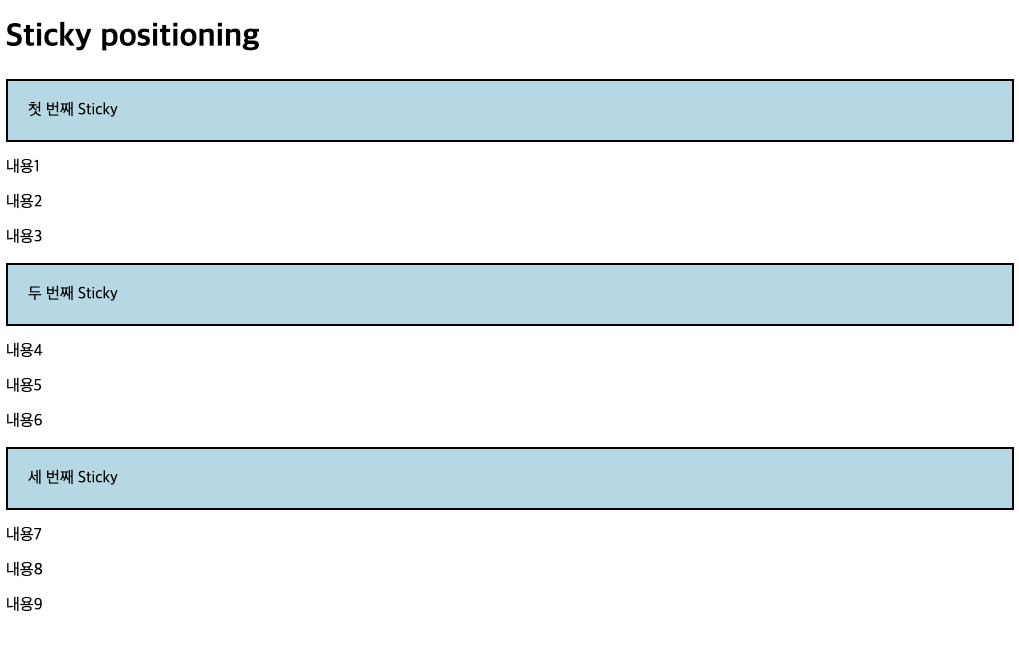 Sticky positioning
첫 번째 Sticky
내용1
내용2
내용3
두 번째 Sticky
내용4
내용5
내용6
세 번째 Sticky
내용7
내용8
내용9